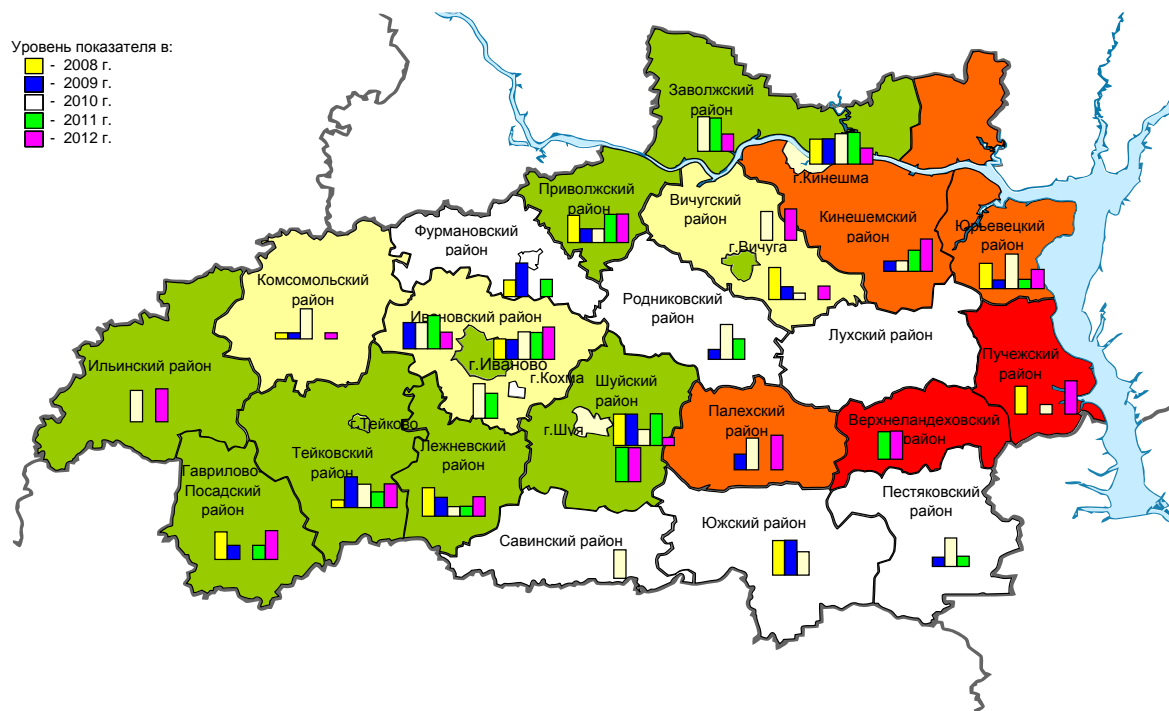 Уровень показателя в:
- 2008 г.
- 2009 г.
- 2010 г.
- 2011 г.
- 2012 г.
Заволжский
район
г.Кинешма
Приволжский
район
Вичугский
район
Кинешемский
район
Юрьевецкий
район
Фурмановский
район
г.Вичуга
Комсомольский
район
Родниковский
район
Ивановский район
Лухский район
Ильинский район
г.Иваново
г.Кохма
Пучежский
район
Шуйский
район
Палехский
район
Верхнеландеховский
район
г.Тейково
г.Шуя
Тейковский
район
Лежневский
район
Гаврилово
Посадский
район
Пестяковский
район
Южский район
Савинский район